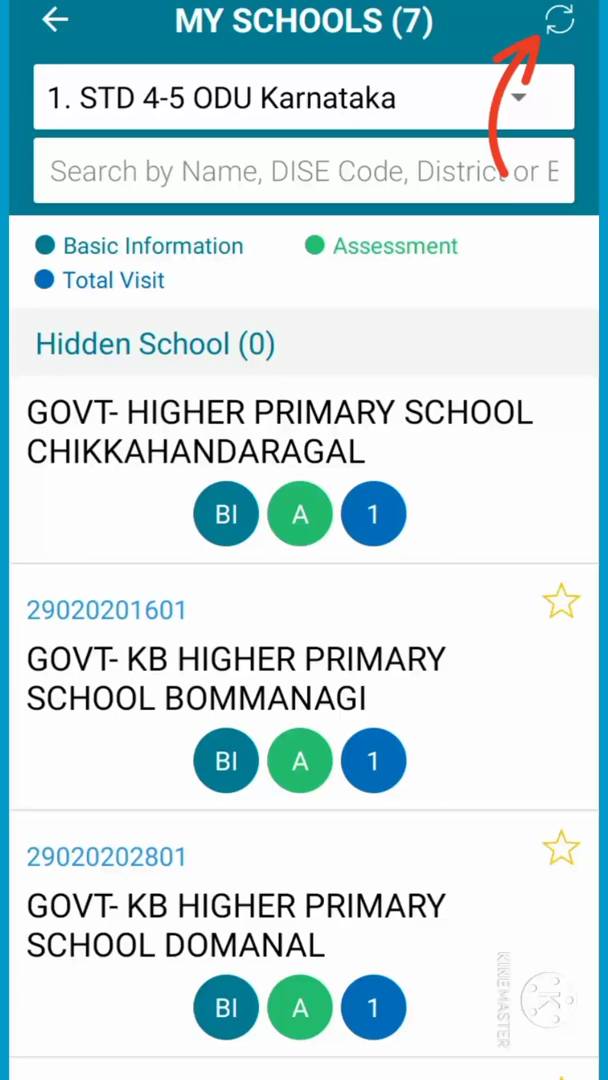 MY SCHOOLS (7)
1. STD 4-5 ODU Karnataka
Search by Name, DISE Code, District or E
Basic Information
Assessment
Total Visit
Hidden School (0)
GOVT- HIGHER PRIMARY SCHOOL
CHIKKAHANDARAGAL
BI A 1
29020201601
GOVT- KB HIGHER PRIMARY
SCHOOL BOMMANAGI
BI A 1
29020202801
GOVT- KB HIGHER PRIMARY
SCHOOL DOMANAL
BI A 1
KINEMASTER